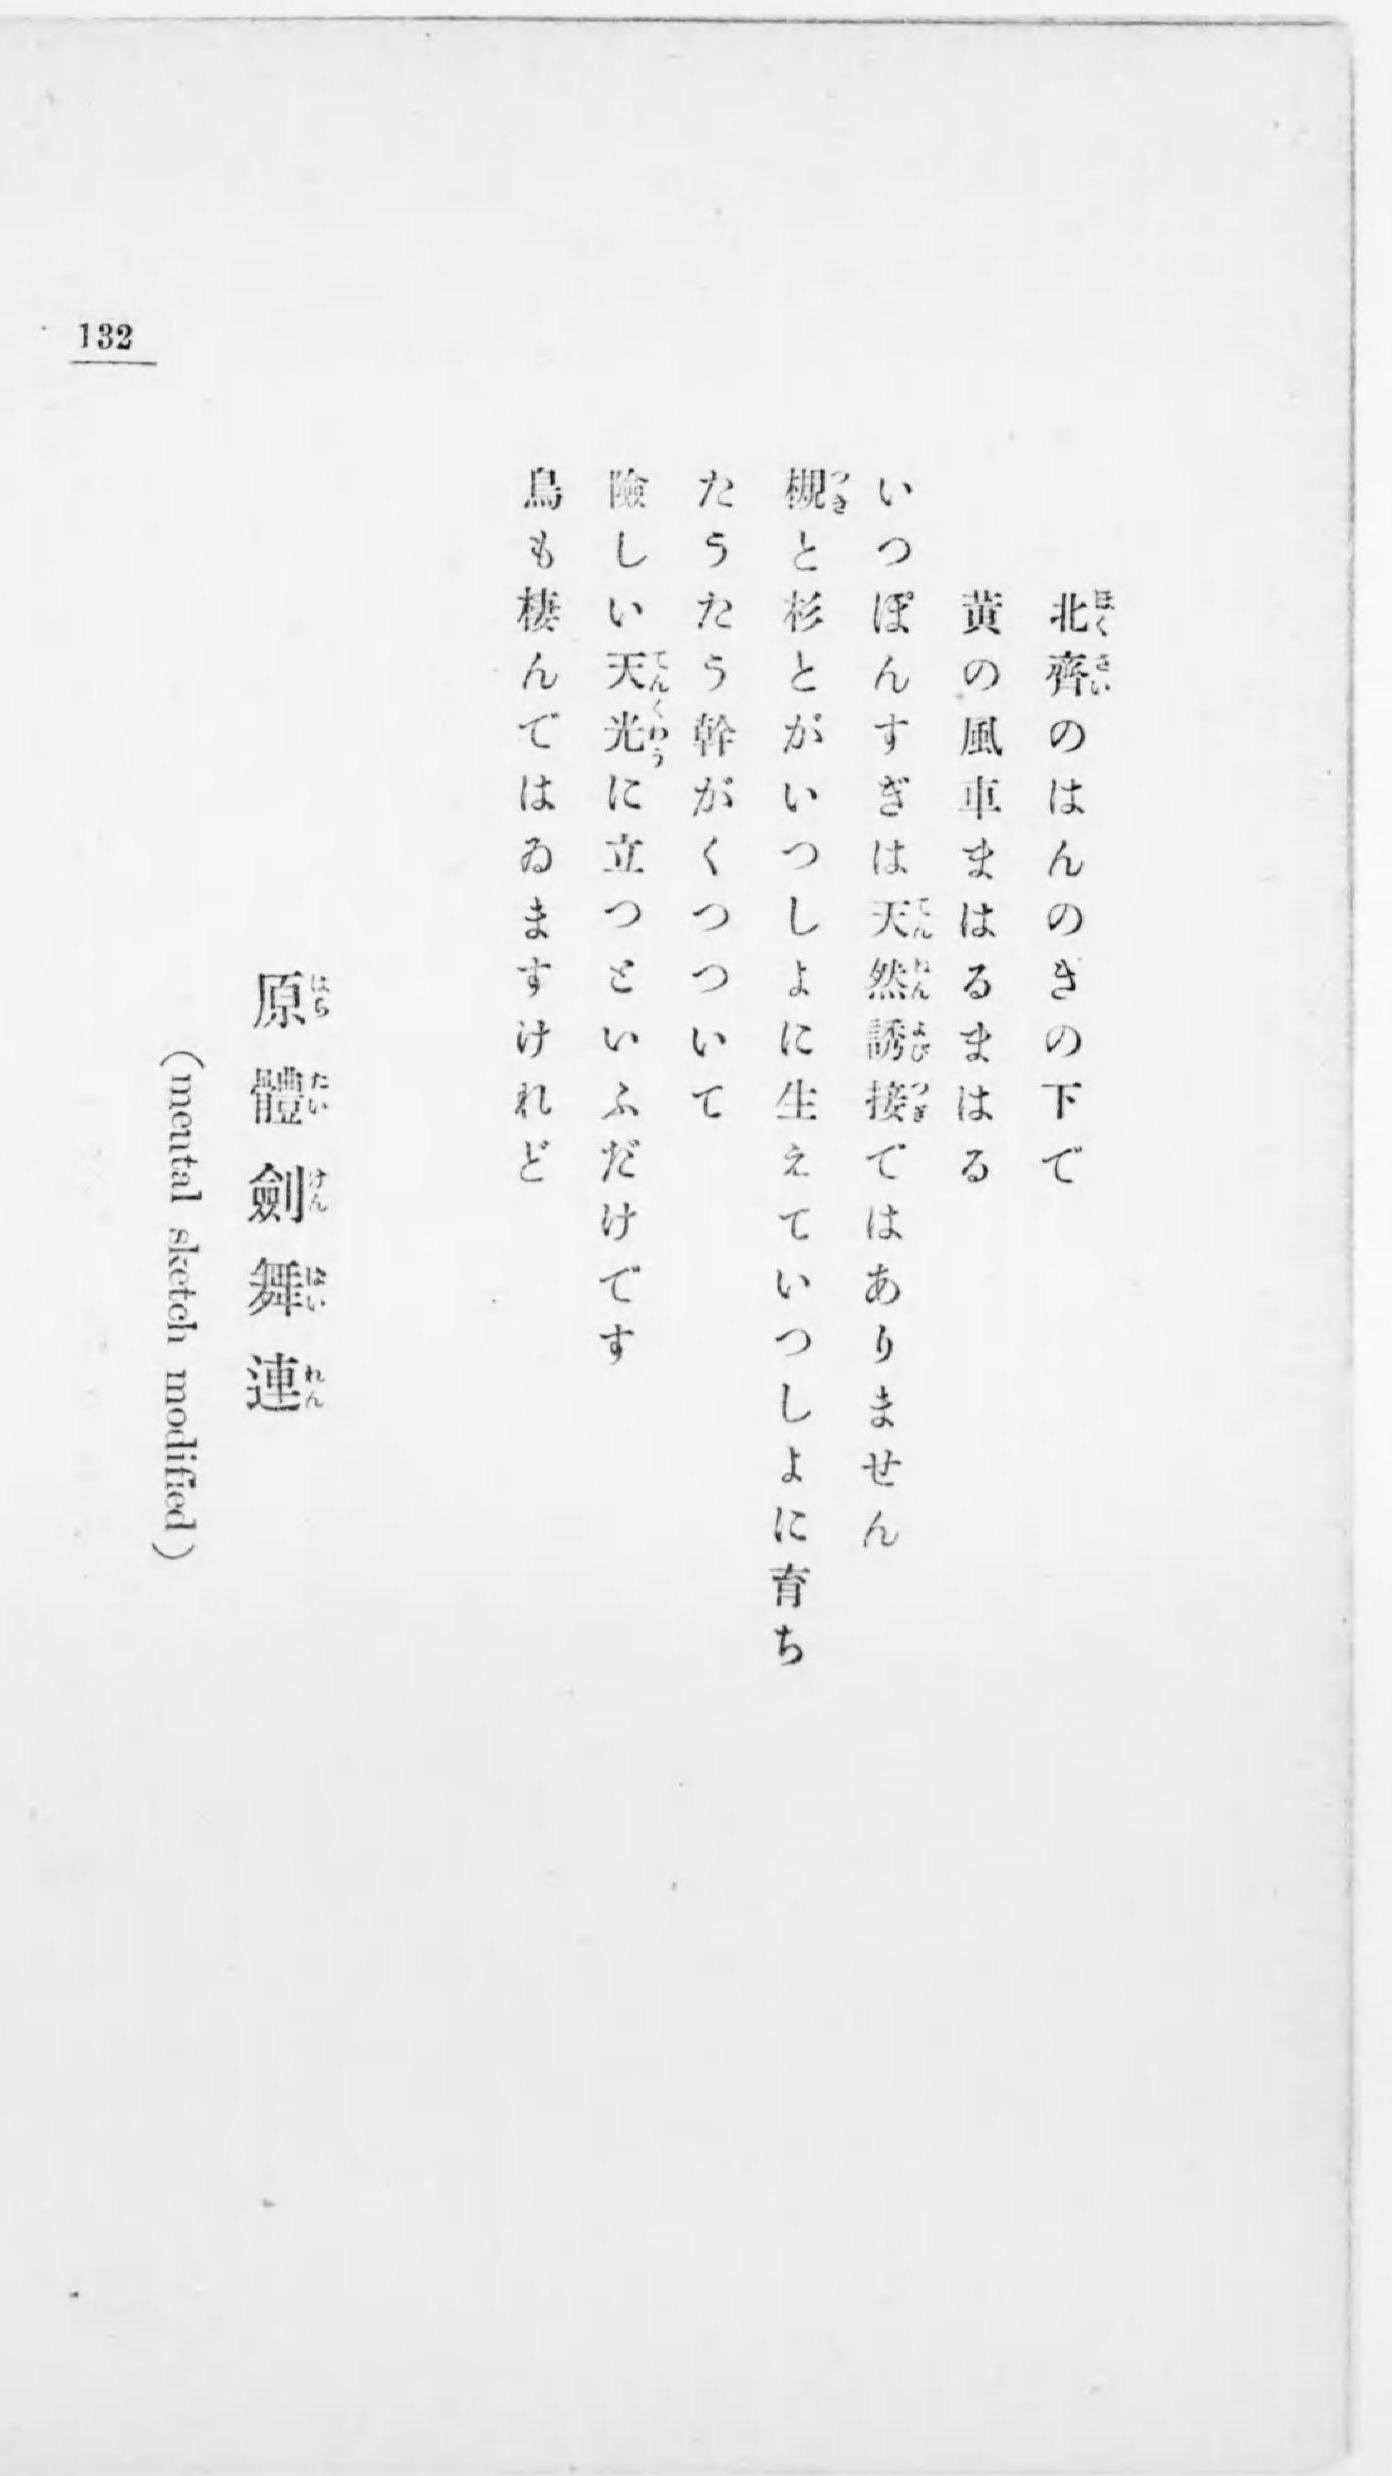 北齊のはんのきの下で
黄の風車まはるまはる
いつぽんすぎは天然誘接ではありません
槻と杉とがいつしよに生えていつしよに育ち
たうたう幹がくつついて
險しい天光に立つといふだけです
鳥も棲んではゐますけれど
原體劍舞連
(mental sketch modified)
132